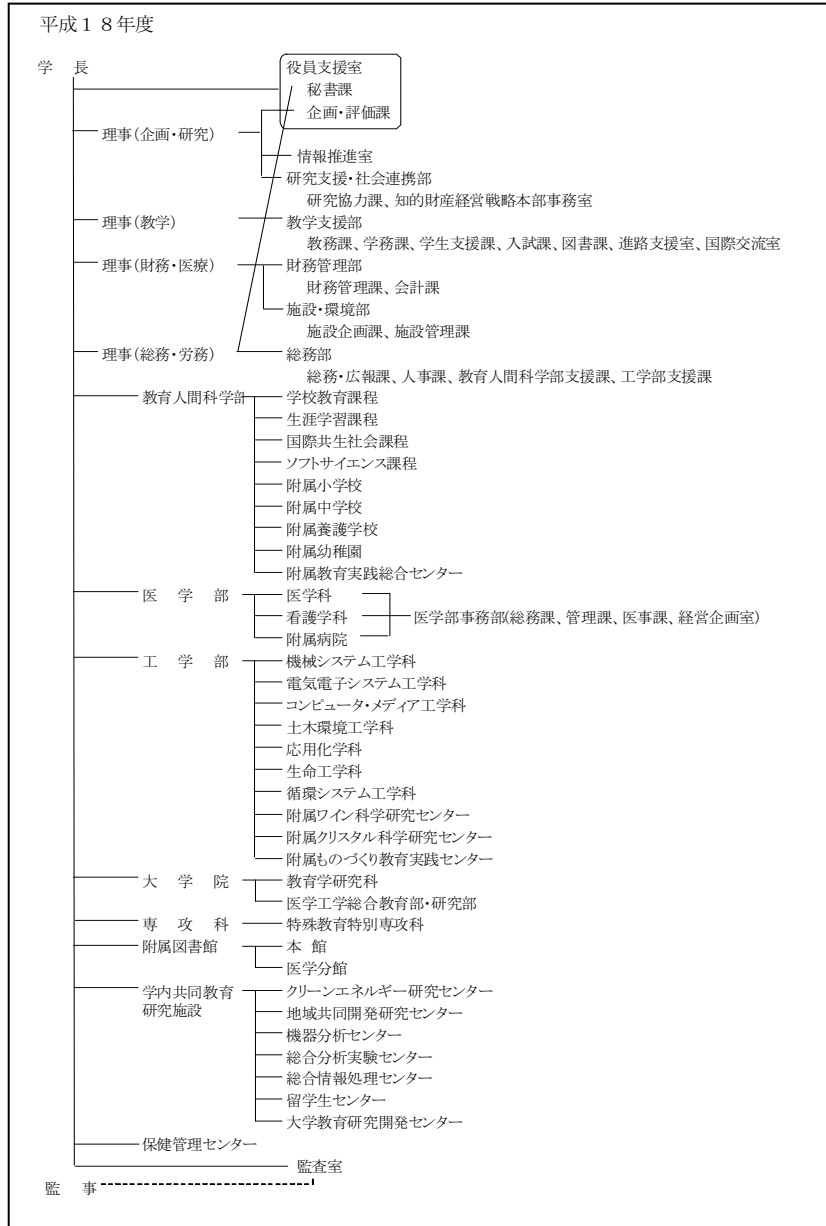 平成18年度
学 長
役員支援室
秘書課
企画・評価課
理事(企画・研究)
情報推進室
研究支援・社会連携部
研究協力課、知的財産経営戦略本部事務室
理事(教学) 教学支援部
教務課、学務課、学生支援課、入試課、図書課、進路支援室、国際交流室
理事(財務・医療) 財務管理部
財務管理課、会計課
施設・環境部
施設企画課、施設管理課
理事(総務・労務) 総務部
総務・広報課、人事課、教育人間科学部支援課、工学部支援課
教育人間科学部 学校教育課程
生涯学習課程
国際共生社会課程
ソフトサイエンス課程
附属小学校
附属中学校
附属養護学校
附属幼稚園
附属教育実践総合センター
医 学 部 医学科
看護学科 医学部事務部(総務課、管理課、医事課、経営企画室)
附属病院
工 学 部 機械システム工学科
電気電子システム工学科
コンピュータ・メディア工学科
土木環境工学科
応用化学科
生命工学科
循環システム工学科
附属ワイン科学研究センター
附属クリスタル科学研究センター
附属ものづくり教育実践センター
大 学 院 教育学研究科
医学工学総合教育部・研究部
専 攻 科 特殊教育特別専攻科
附属図書館 本 館
医学分館
学内共同教育 クリーンエネルギー研究センター
研究施設 地域共同開発研究センター
機器分析センター
総合分析実験センター
総合情報処理センター
留学生センター
大学教育研究開発センター
保健管理センター
監査室
監 事